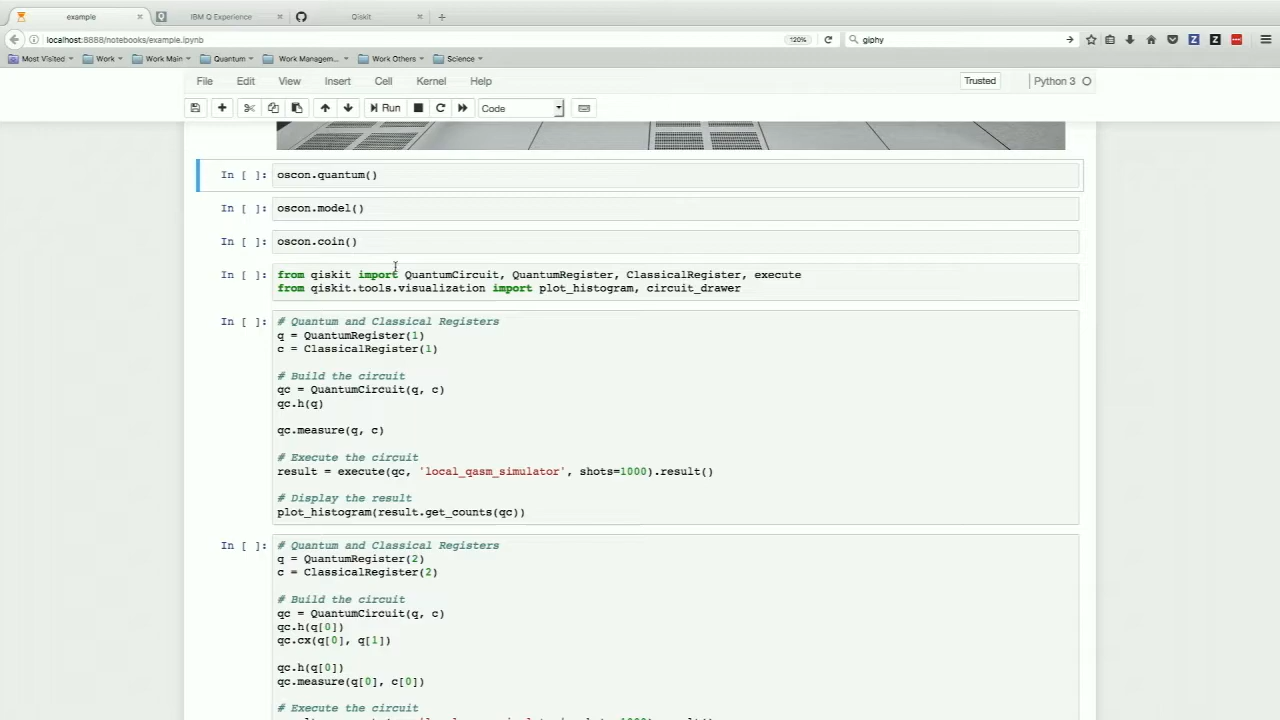 example
IBM Q Experience
Qiskit
localhost:8888/notebooks/example.ipynb
120%
giphy
Most Visited
Work
Work Main
Quantum
Work Managem...
Work Others
Science
File Edit View Insert Cell Kernel Help
Trusted
Python 3
Run
Code
In [ ]: oscon.quantum()
In [ ]: oscon.model()
In [ ]: oscon.coin()
In [ ]: from qiskit import QuantumCircuit, QuantumRegister, ClassicalRegister, execute
from qiskit.tools.visualization import plot_histogram, circuit_drawer
In [ ]: # Quantum and Classical Registers
q = QuantumRegister(1)
c = ClassicalRegister(1)
# Build the circuit
qc = QuantumCircuit(q, c)
qc.h(q)
qc.measure(q, c)
# Execute the circuit
result = execute(qc, 'local_qasm_simulator', shots=1000).result()
# Display the result
plot_histogram(result.get_counts(qc))
In [ ]: # Quantum and Classical Registers
q = QuantumRegister(2)
c = ClassicalRegister(2)
# Build the circuit
qc = QuantumCircuit(q, c)
qc.h(q[0])
qc.cx(q[0], q[1])
qc.h(q[0])
qc.measure(q[0], c[0])
# Execute the circuit